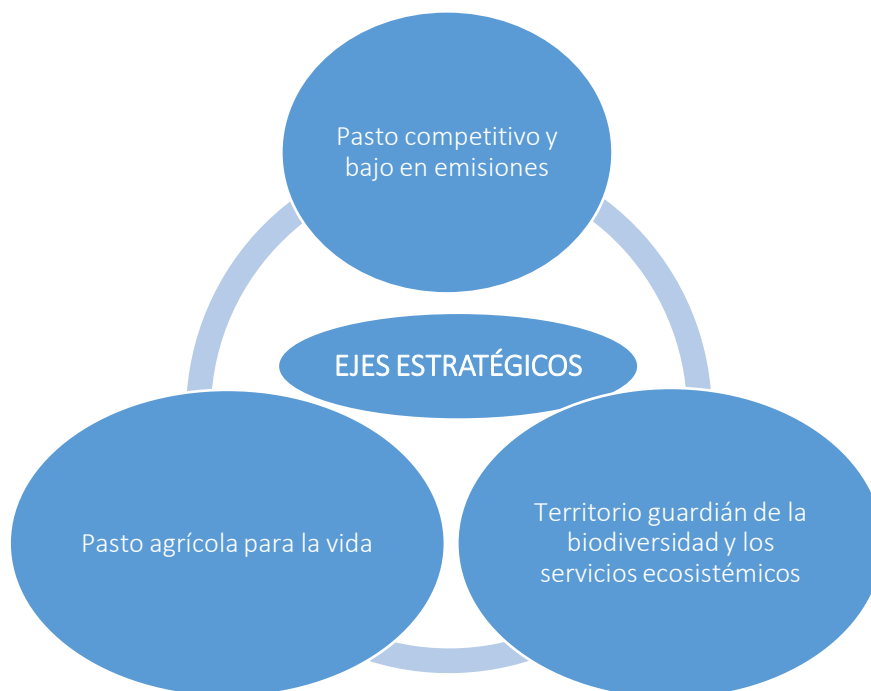 Pasto competitivo y
bajo en emisiones
EJES ESTRATÉGICOS
Pasto agrícola para la vida
Territorio guardián de la
biodiversidad y los
servicios ecosistémicos